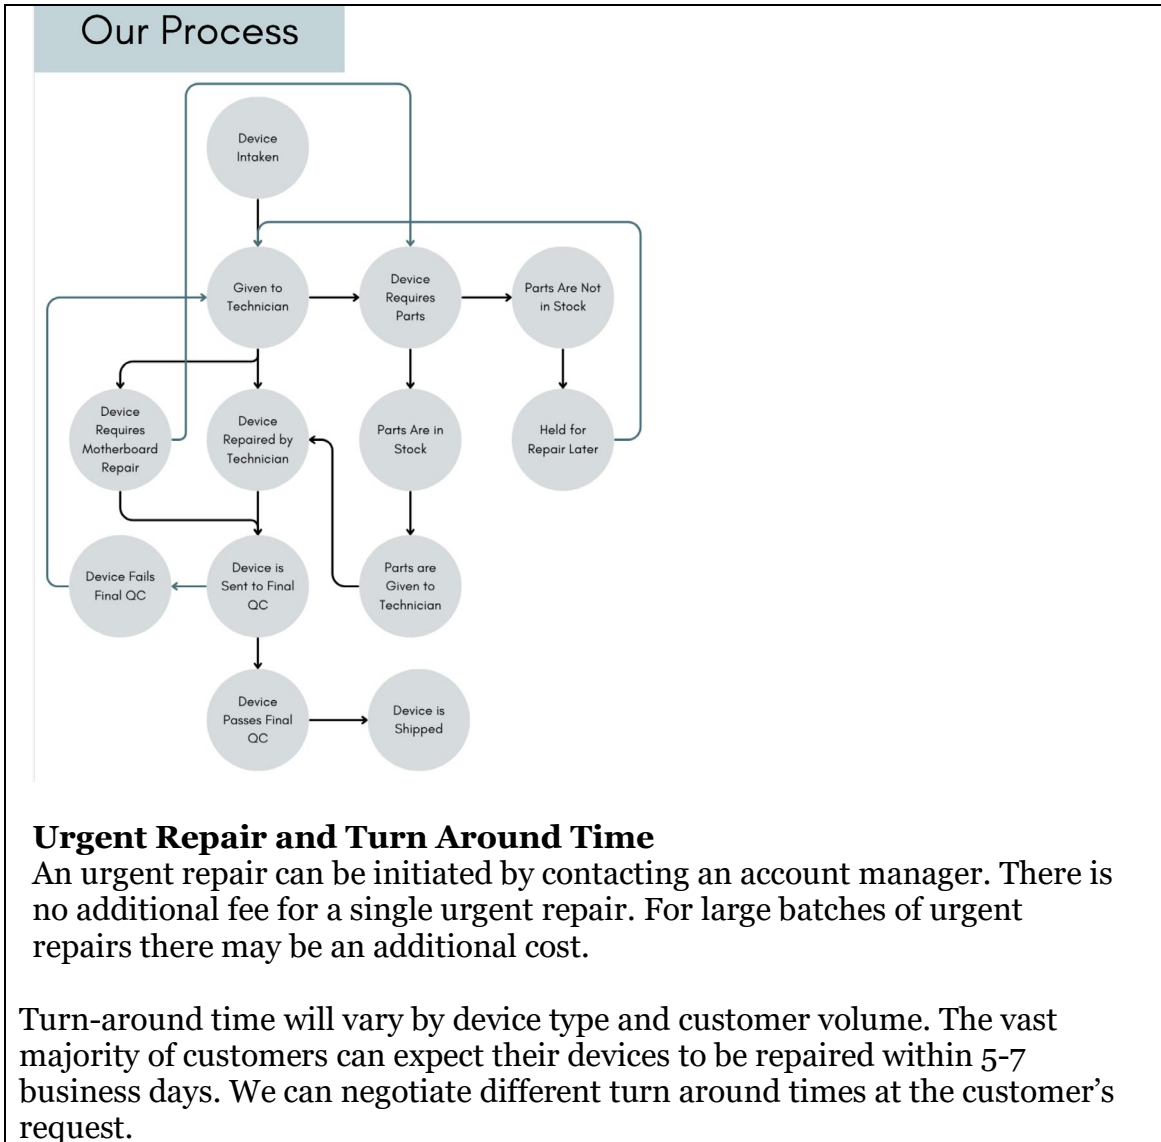 Our Process
Device
Intaken
Given to
Technician
Device
Requires
Parts
Parts Are Not
in Stock
Device
Requires
Motherboard
Repair
Device
Repaired by
Technician
Parts Are in
Stock
Held for
Repair Later
Device Fails
Final QC
Device is
Sent to Final
QC
Parts are
Given to
Technician
Device
Passes Final
QC
Device is
Shipped
Urgent Repair and Turn Around Time
An urgent repair can be initiated by contacting an account manager. There is
no additional fee for a single urgent repair. For large batches of urgent
repairs there may be an additional cost.
Turn-around time will vary by device type and customer volume. The vast
majority of customers can expect their devices to be repaired within 5-7
business days. We can negotiate different turn around times at the customer’s
request.